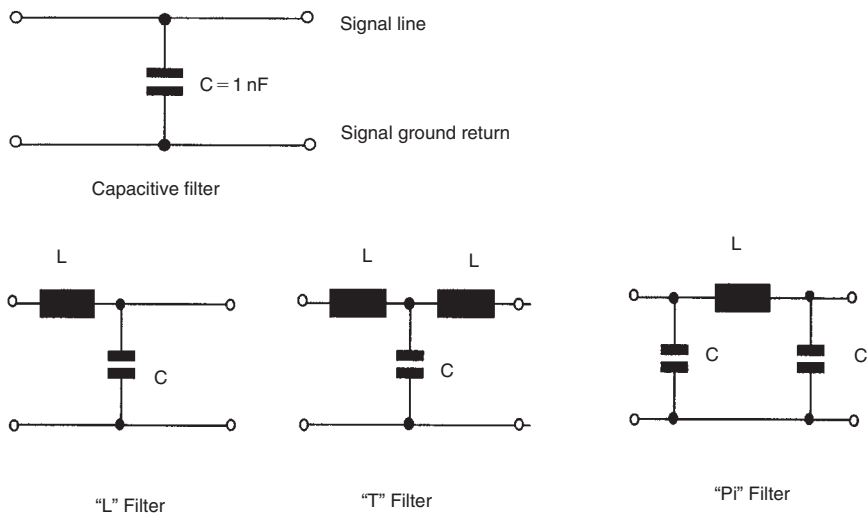 Signal line
C = 1 nF
Signal ground return
Capacitive filter
L
C
"L" Filter
L
L
C
"T" Filter
L
C
C
"Pi" Filter